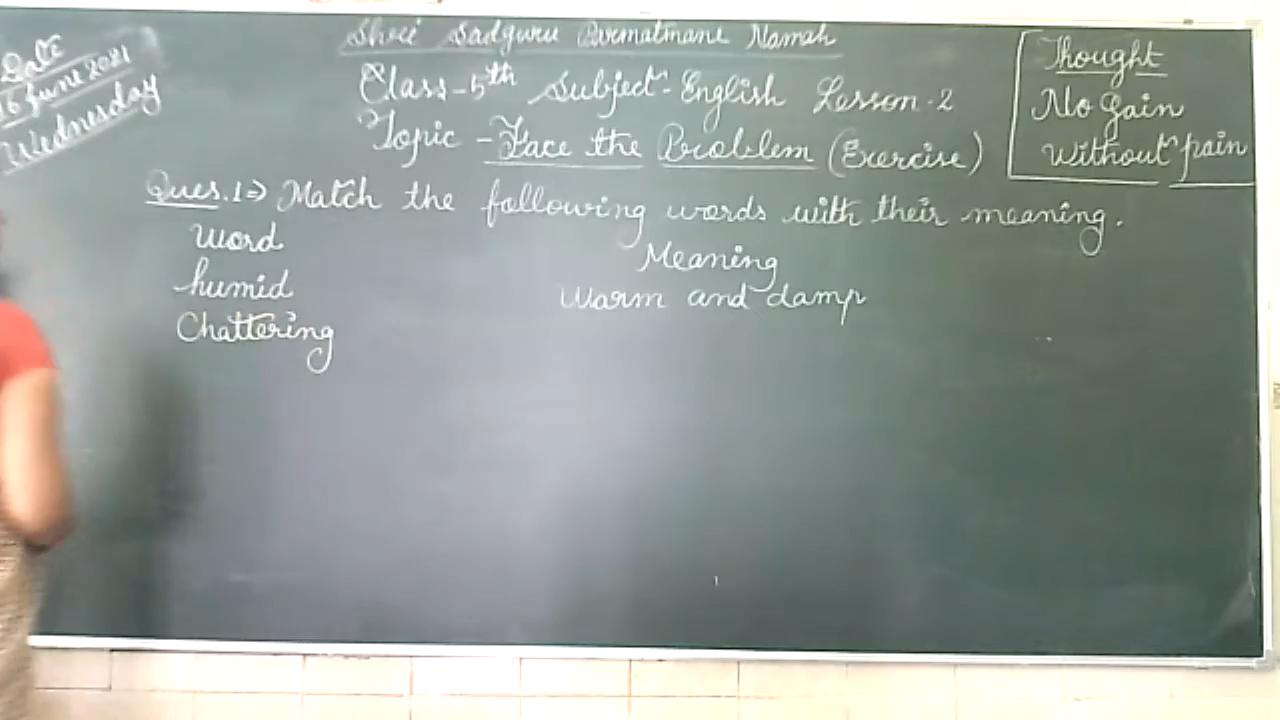 Date
16 June 2021
Wednesday
Shree Sadguru Parmatmane Namah
Class-5th Subject-English Lesson-2
Topic - Face the Problem (Exercise)
Thought
No Gain
Without pain
Ques.1⇒ Match the following words with their meaning.
Word
Meaning
humid
Warm and damp
Chattering